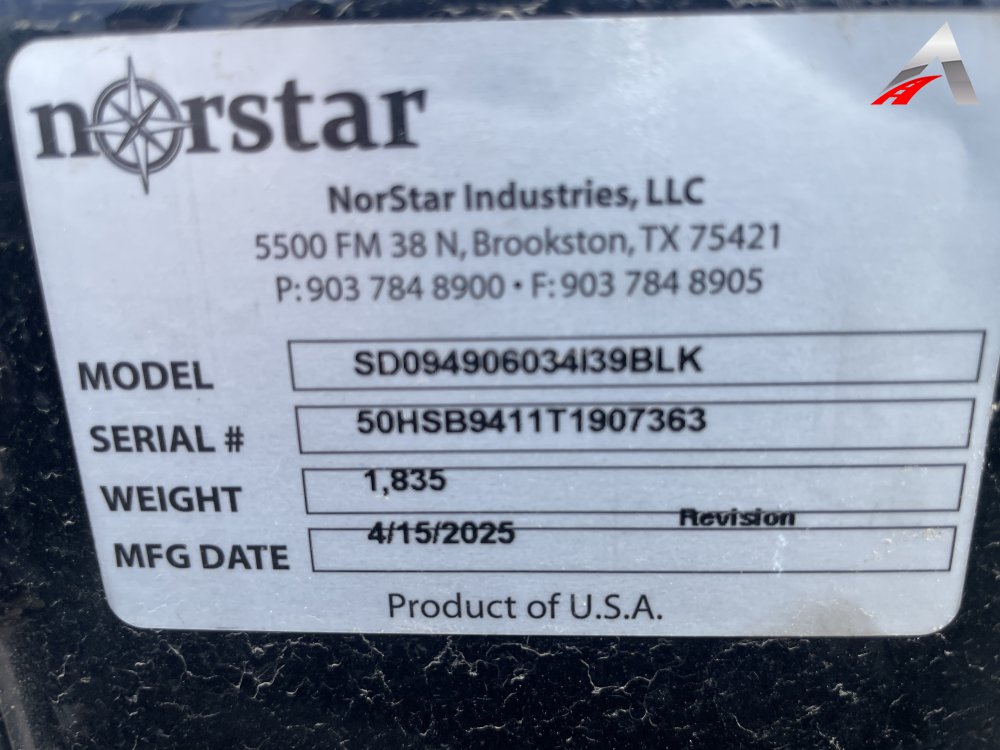 norstar
NorStar Industries, LLC
5500 FM 38 N, Brookston, TX 75421
P: 903 784 8900 • F: 903 784 8905
MODEL SD094906034I39BLK
SERIAL # 50HSB9411T1907363
WEIGHT 1,835
Revision
MFG DATE 4/15/2025
Product of U.S.A.